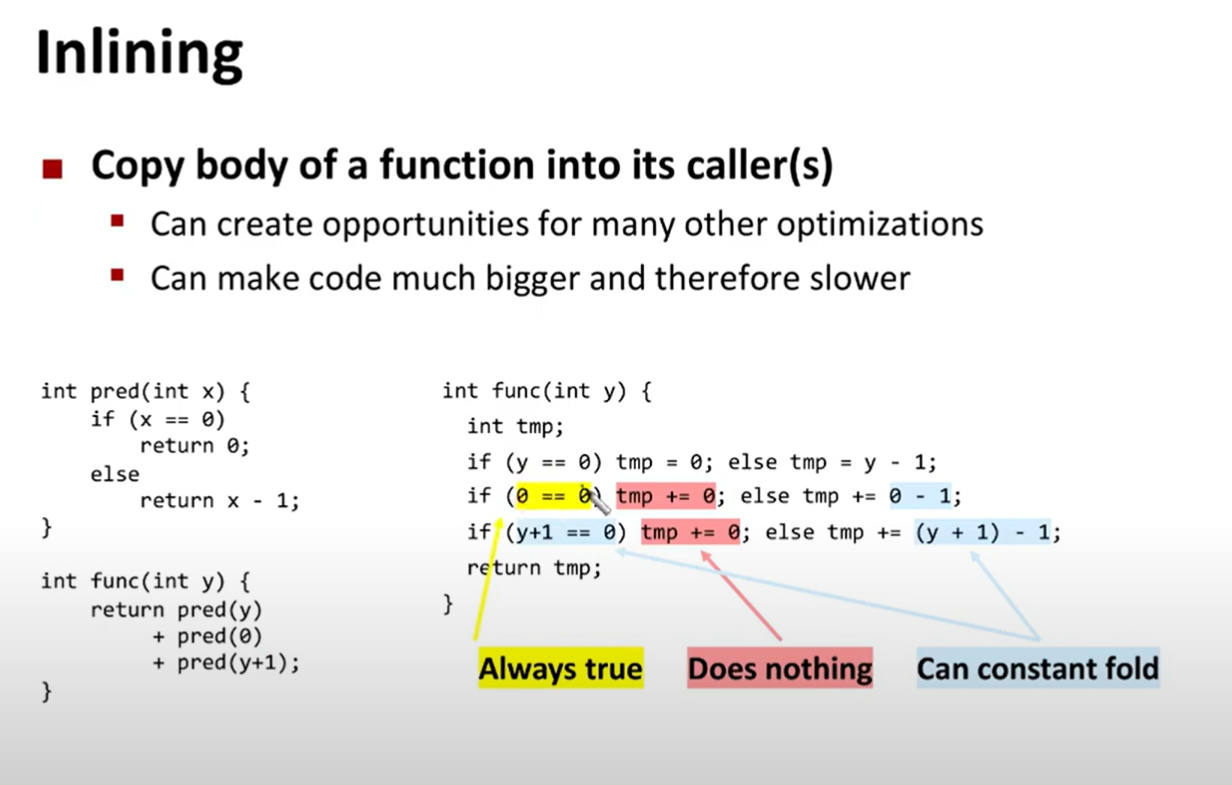 Inlining
Copy body of a function into its caller(s)
Can create opportunities for many other optimizations
Can make code much bigger and therefore slower
int pred(int x) {
if (x == 0)
return 0;
else
return x - 1;
}
int func(int y) {
return pred(y)
+ pred(0)
+ pred(y+1);
}
int func(int y) {
int tmp;
if (y == 0) tmp = 0; else tmp = y - 1;
if (0 == 0) tmp += 0; else tmp += 0 - 1;
if (y+1 == 0) tmp += 0; else tmp += (y + 1) - 1;
return tmp;
}
Always true
Does nothing
Can constant fold